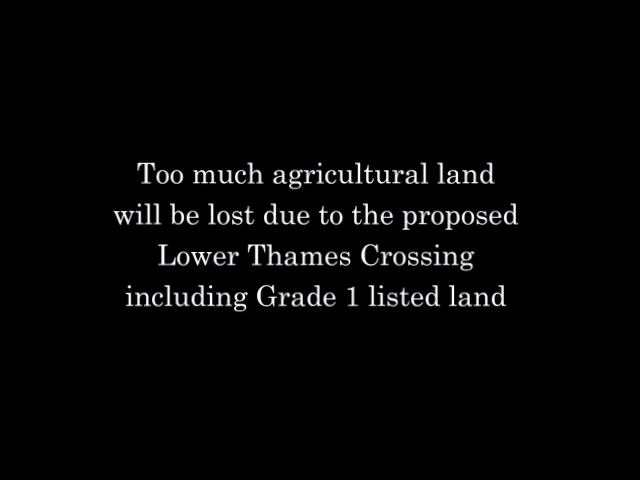 Too much agricultural land
will be lost due to the proposed
Lower Thames Crossing
including Grade 1 listed land